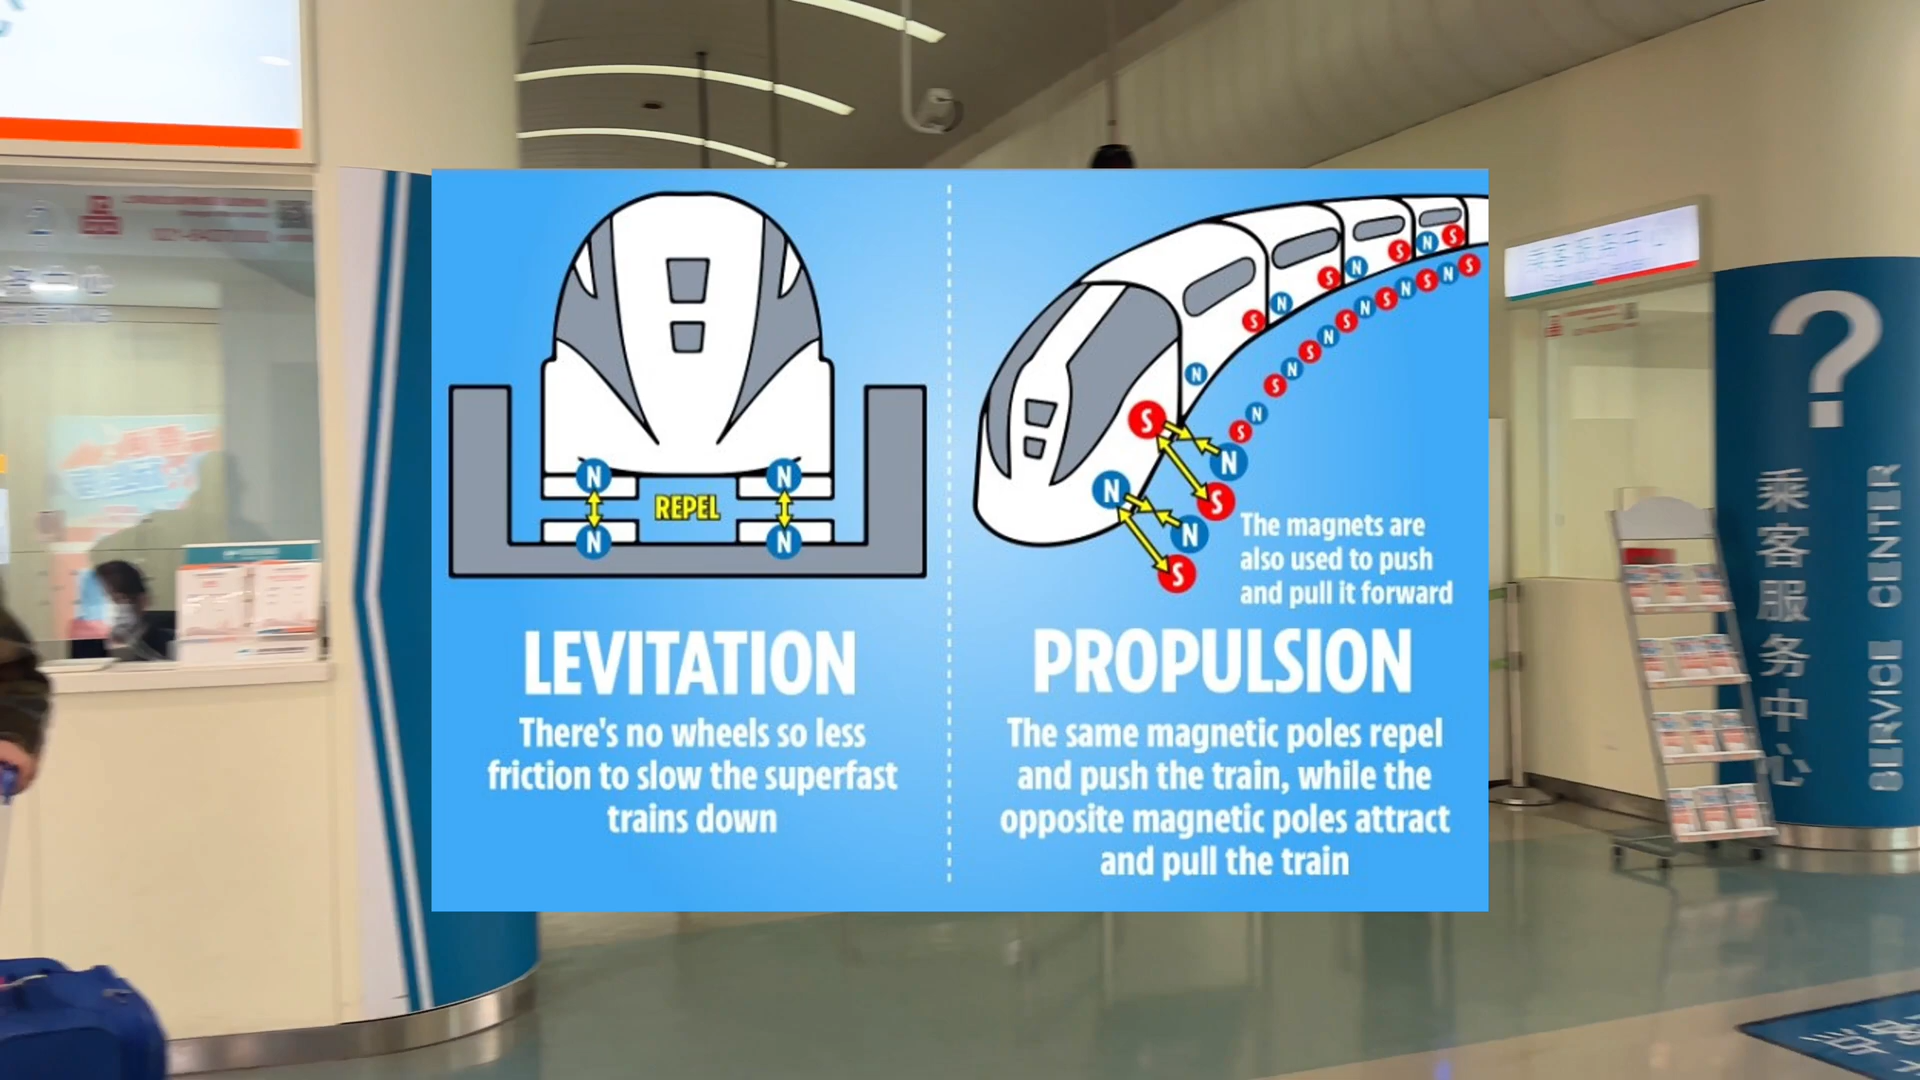 REPEL
N
N
N
N
LEVITATION
There's no wheels so less
friction to slow the superfast
trains down
S
N
S
N
S
N
S
N
N
S
N
S
N
S
N
S
N
S
N
S
N
S
N
S
N
S
N
S
N
S
The magnets are
also used to push
and pull it forward
PROPULSION
The same magnetic poles repel
and push the train, while the
opposite magnetic poles attract
and pull the train
?
乘客服务中心
SERVICE CENTER